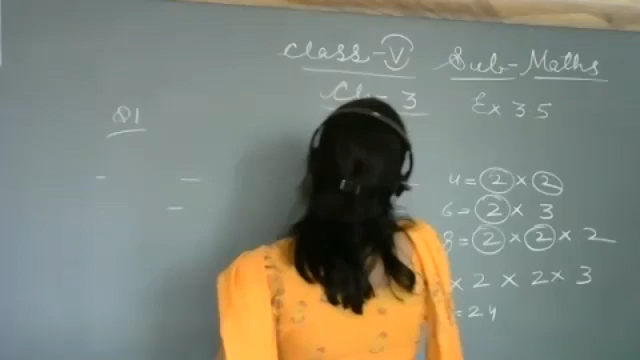 Class-V Sub-Maths
Ch-3 Ex 3.5
Q1
4 = 2 × 2
6 = 2 × 3
8 = 2 × 2 × 2
× 2 × 2 × 3
= 24